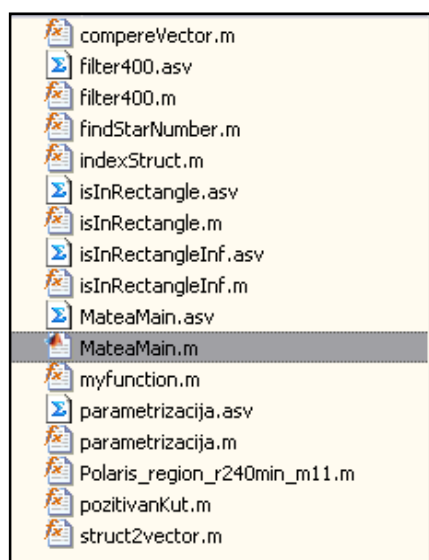 compereVector.m
filter400.asv
filter400.m
findStarNumber.m
indexStruct.m
isInRectangle.asv
isInRectangle.m
isInRectangleInf.asv
isInRectangleInf.m
MateaMain.asv
MateaMain.m
myfunction.m
parametrizacija.asv
parametrizacija.m
Polaris_region_r240min_m11.m
pozitivanKut.m
struct2vector.m